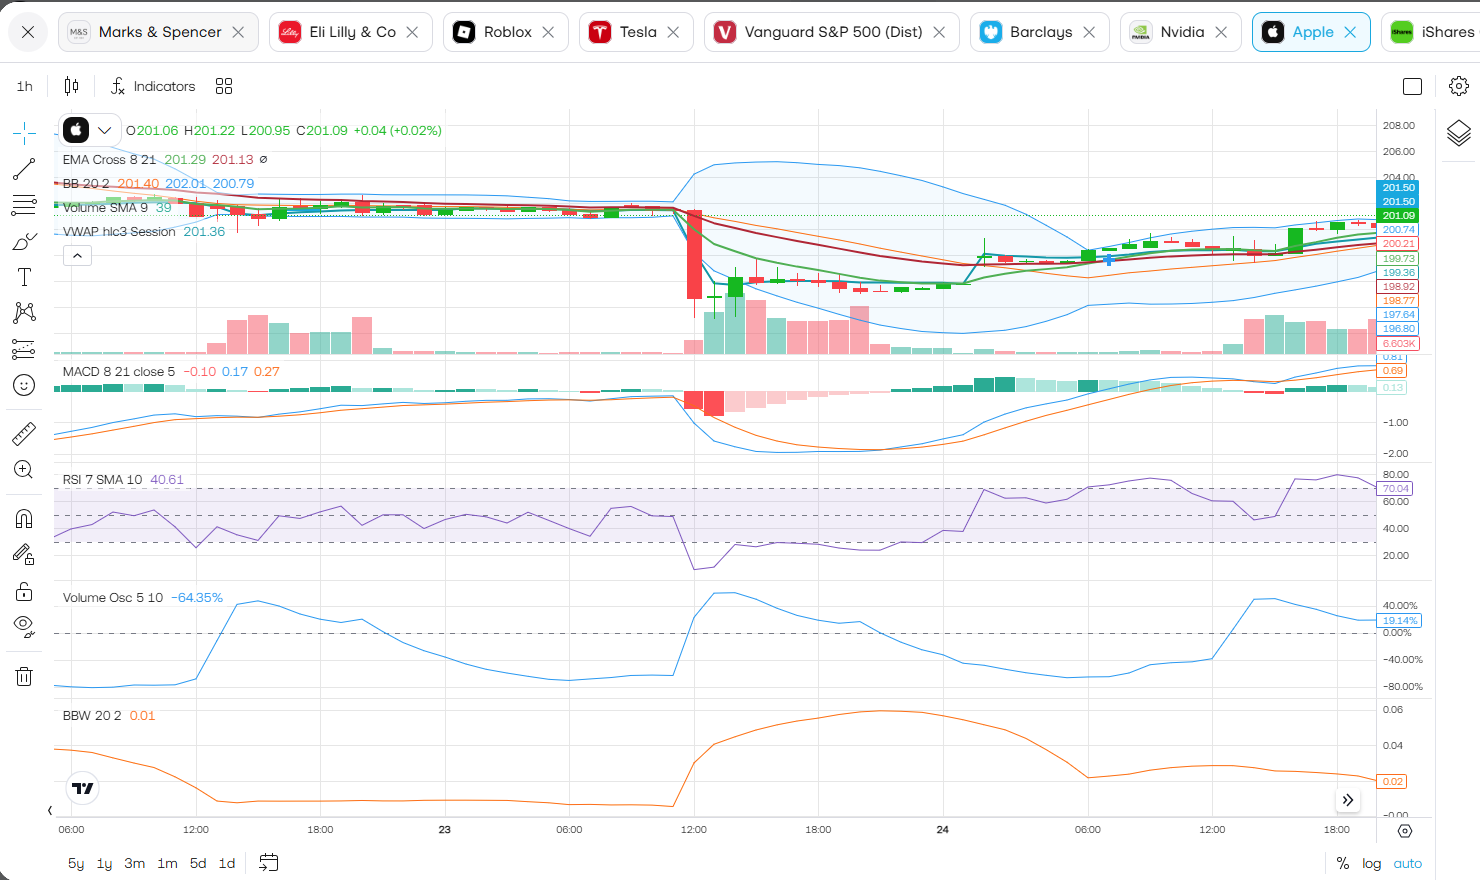 M&S Marks & Spencer Lilly Eli Lilly & Co Roblox Tesla V Vanguard S&P 500 (Dist) Barclays NVIDIA Nvidia Apple iShares iShares
1h Indicators
O201.06 H201.22 L200.95 C201.09 +0.04 (+0.02%)
EMA Cross 8 21 201.29 201.13 ∅
BB 20 2 201.40 202.01 200.79
Volume SMA 9 39
VWAP hlc3 Session 201.36
208.00
206.00
204.00
201.50
201.50
201.09
200.74
200.21
199.73
199.36
198.92
198.77
197.64
196.80
6.603K
MACD 8 21 close 5 −0.10 0.17 0.27
0.81
0.69
0.13
−1.00
−2.00
RSI 7 SMA 10 40.61
80.00
70.04
60.00
40.00
20.00
Volume Osc 5 10 −64.35%
40.00%
19.14%
0.00%
−40.00%
−80.00%
BBW 20 2 0.01
0.06
0.04
0.02
−0.00
06:00 12:00 18:00 23 06:00 12:00 18:00 24 06:00 12:00 18:00
5y 1y 3m 1m 5d 1d % log auto